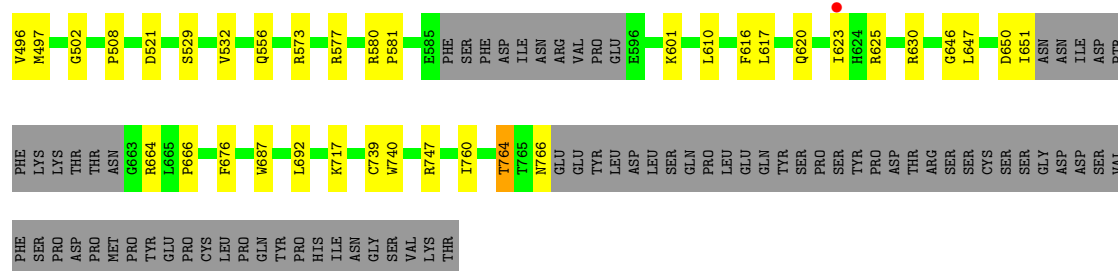 V496 M497 G502 P508 D521 S529 V532 Q556 R573 R577 R580 P581 E585 PHE SER PHE ASP ILE ASN ARG VAL PRO GLU E596 K601 L610 F616 L617 Q620 I623 H624 R625 R630 G646 L647 D650 I651 ASN ASN ILE ASP PTR
PHE LYS LYS THR THR ASN G663 R664 L665 P666 F676 W687 L692 K717 C739 W740 R747 I760 T764 T765 N766 GLU GLU TYR LEU ASP LEU SER GLN PRO LEU GLU GLN TYR SER PRO SER TYR PRO ASP THR ARG SER SER CYS SER SER GLY ASP ASP SER VAL
PHE SER PRO ASP PRO MET PRO TYR GLU PRO CYS LEU PRO GLN TYR PRO HIS ILE ASN GLY SER VAL LYS THR